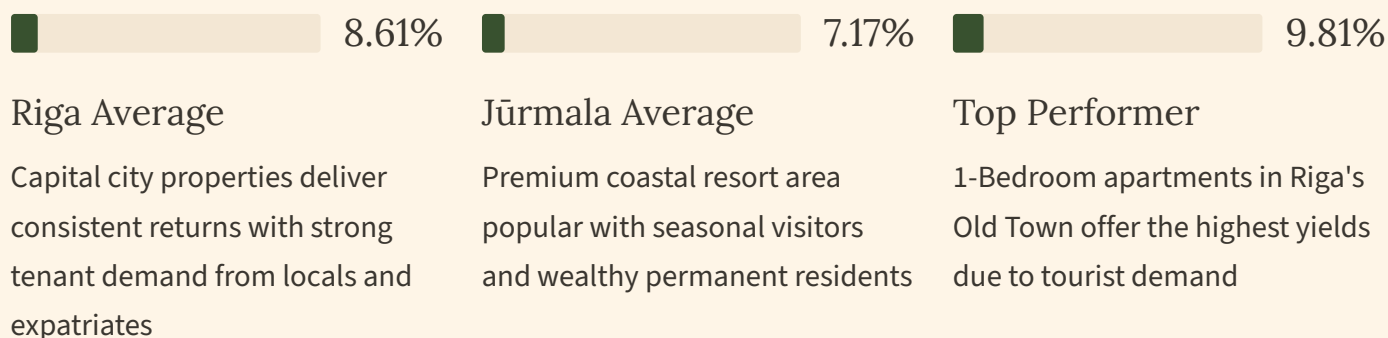 8.61%
Riga Average
Capital city properties deliver
consistent returns with strong
tenant demand from locals and
expatriates
7.17%
Jūrmala Average
Premium coastal resort area
popular with seasonal visitors
and wealthy permanent residents
9.81%
Top Performer
1-Bedroom apartments in Riga's
Old Town offer the highest yields
due to tourist demand